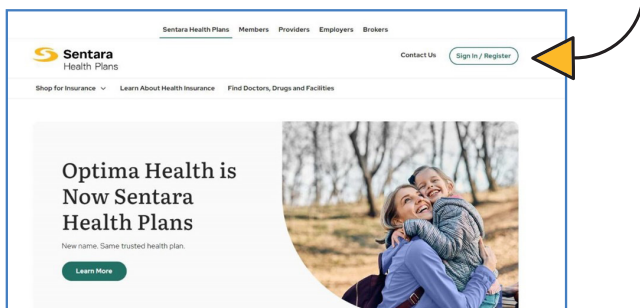 Sentara Health Plans Members Providers Employers Brokers
Sentara
Health Plans
Contact Us Sign In / Register
Shop for Insurance Learn About Health Insurance Find Doctors, Drugs and Facilities
Optima Health is
Now Sentara
Health Plans
New name. Same trusted health plan.
Learn More